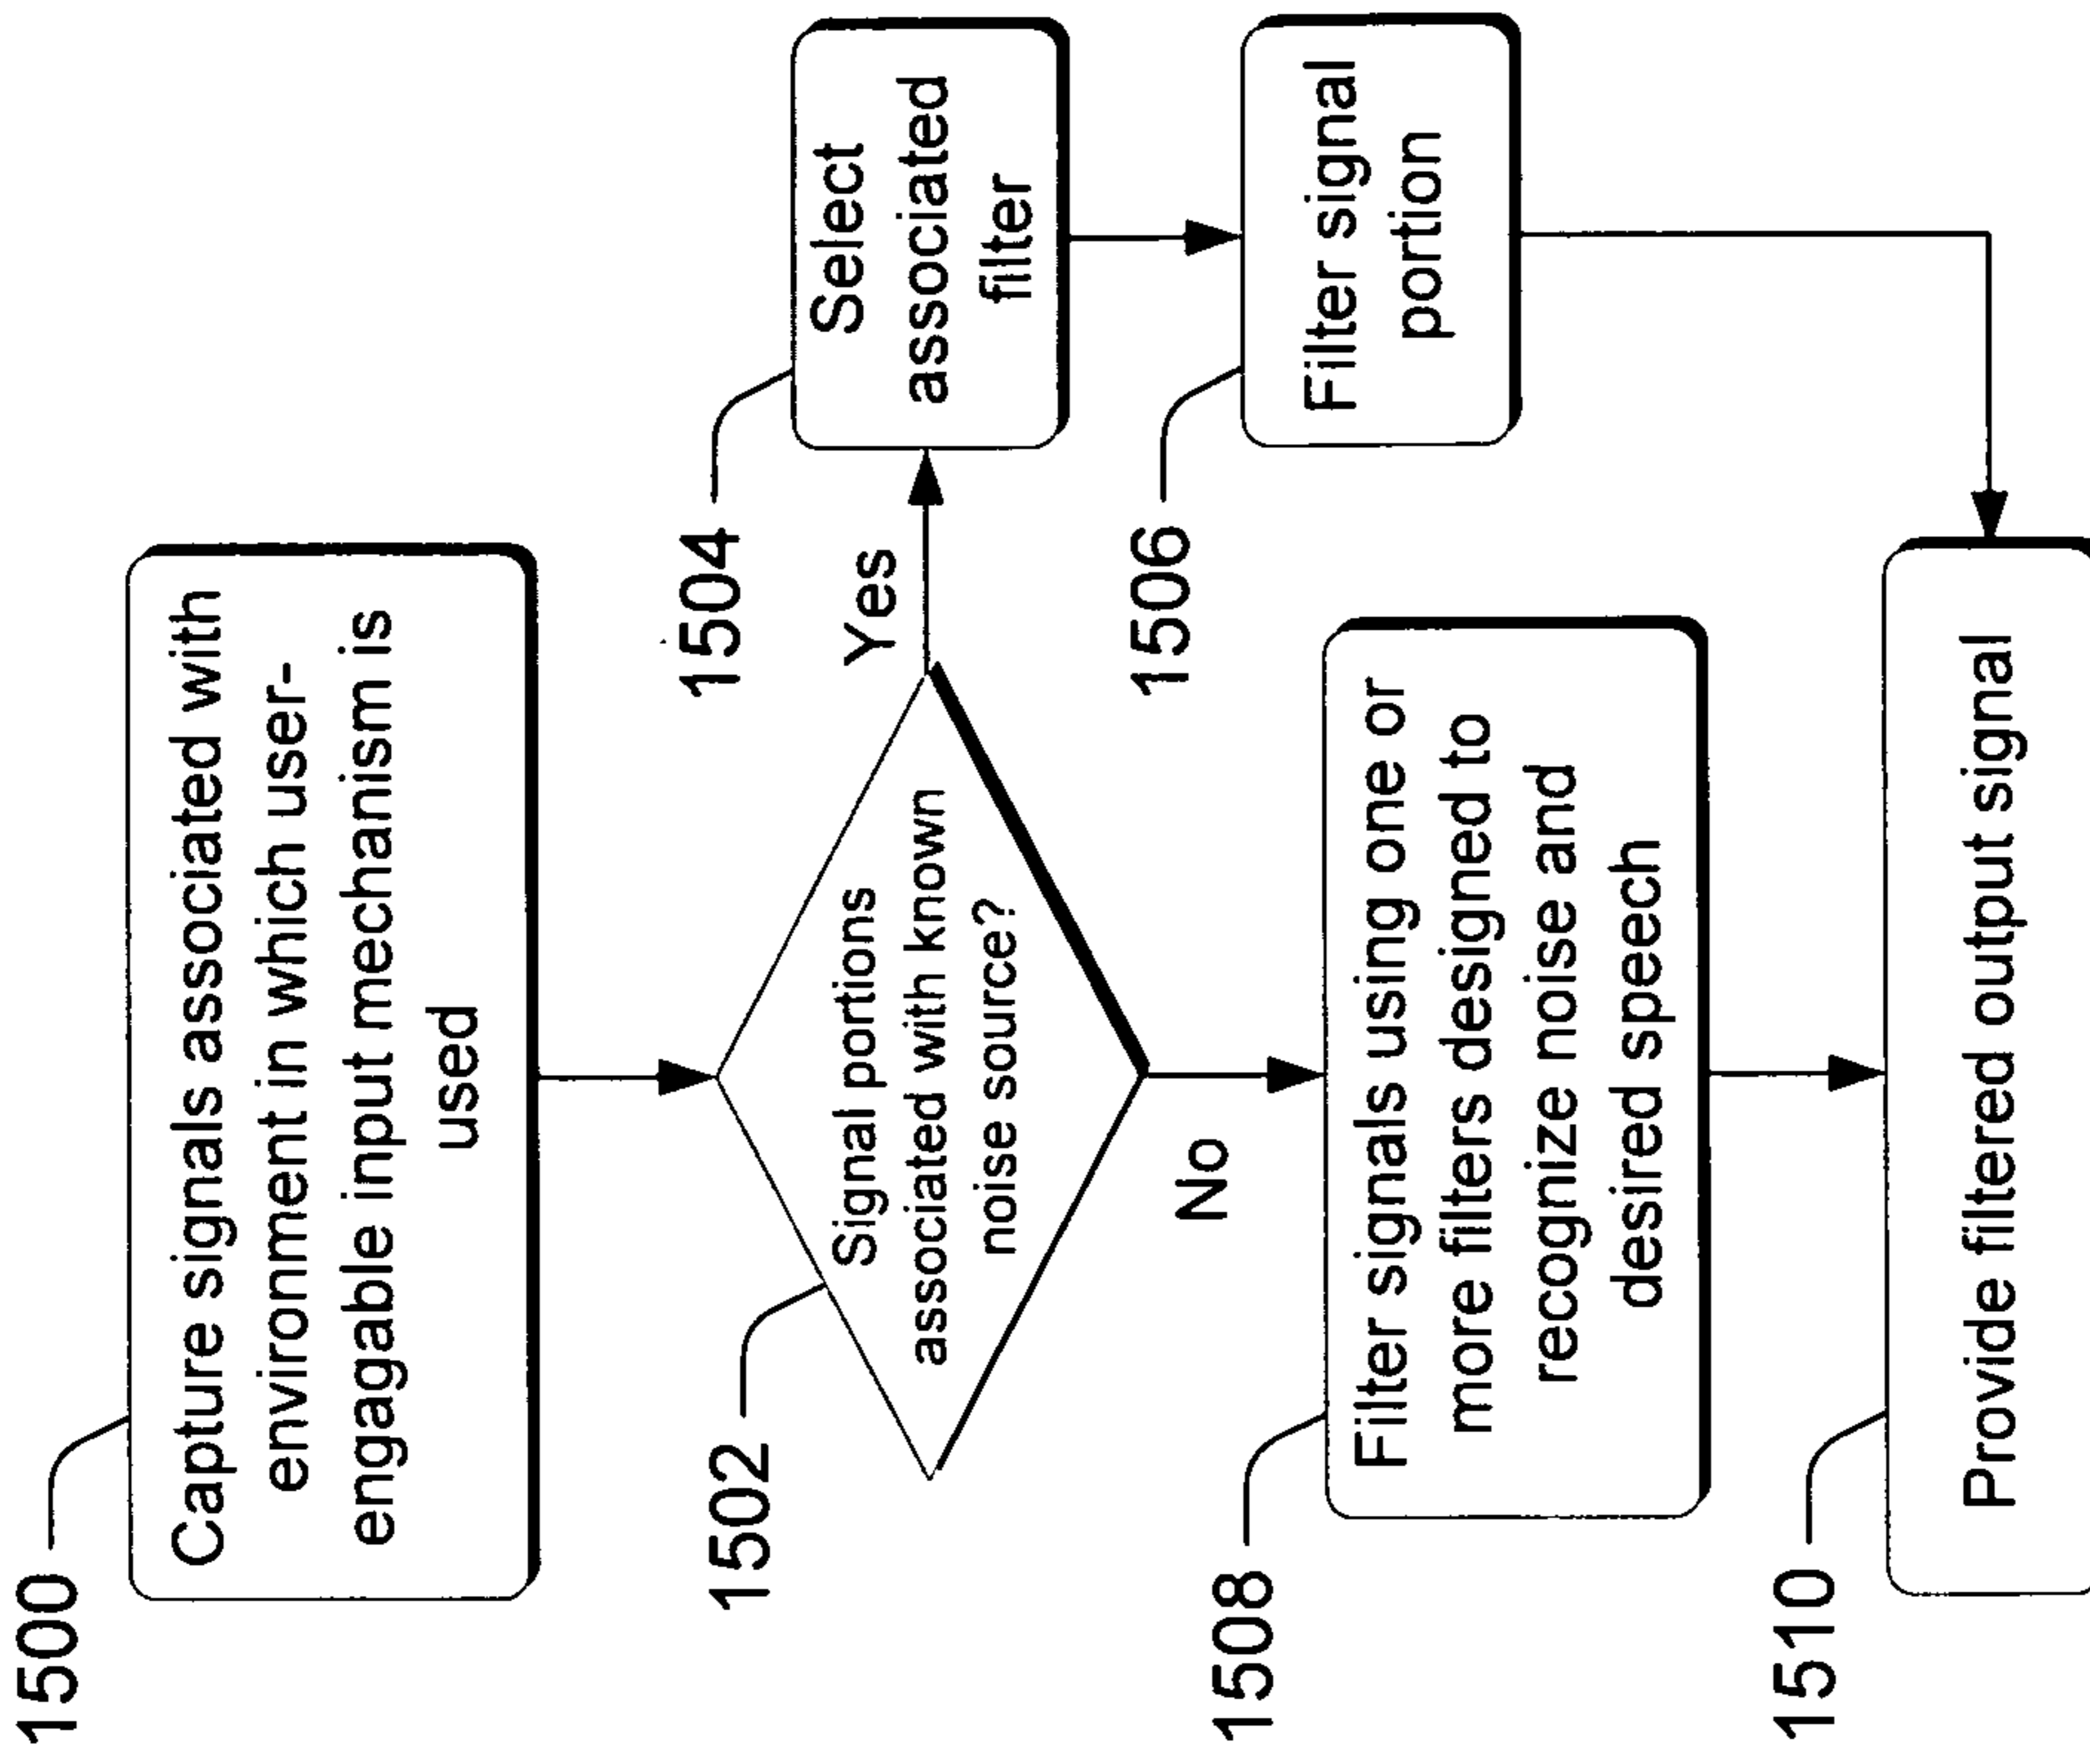 1500
Capture signals associated with
environment in which user-
engagable input mechanism is
used
1502
Signal portions
associated with known
noise source?
Yes
1504
Select
associated
filter
1506
Filter signal
portion
No
1508
Filter signals using one or
more filters designed to
recognize noise and
desired speech
1510
Provide filtered output signal